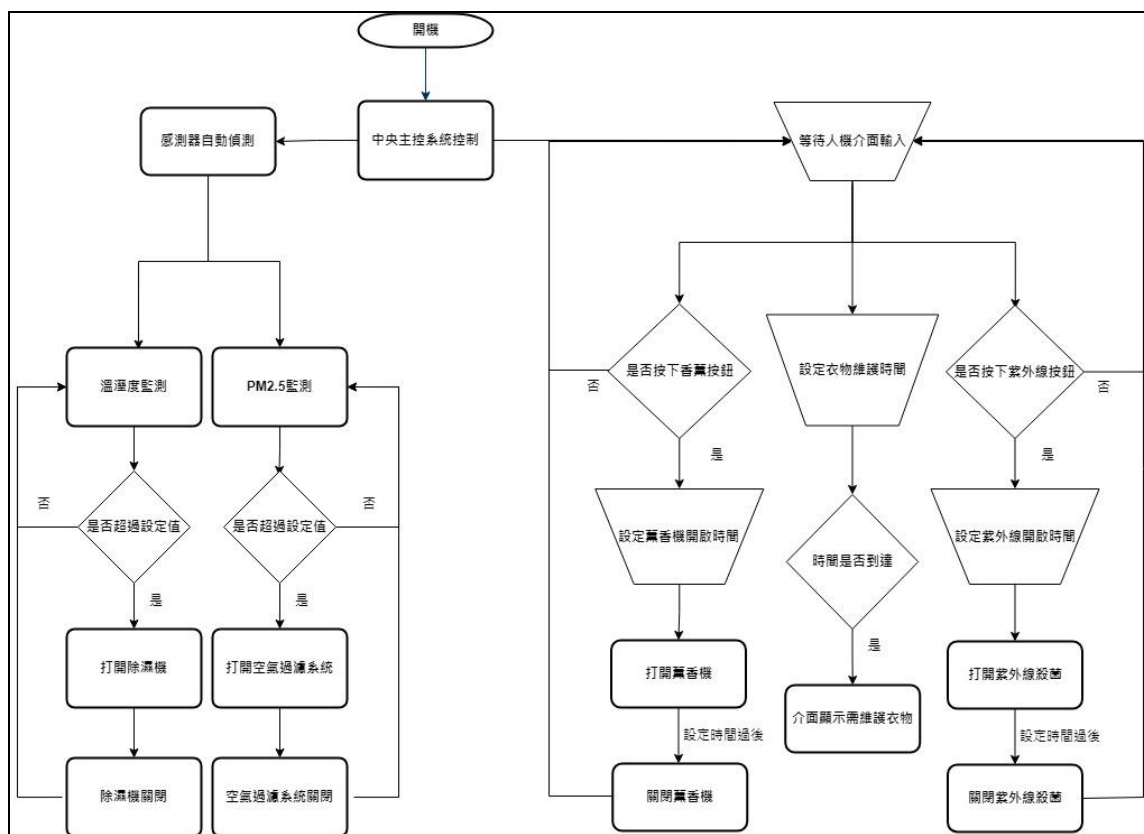 開機
感測器自動偵測
中央主控系統控制
等待人機介面輸入
溫溼度監測
PM2.5監測
是否按下香薰按鈕
設定衣物維護時間
是否按下紫外線按鈕
否
否
是
是
否
否
是否超過設定值
是否超過設定值
設定薰香機開啟時間
時間是否到達
設定紫外線開啟時間
是
是
是
打開除濕機
打開空氣過濾系統
打開薰香機
打開紫外線殺菌
介面顯示需維護衣物
設定時間過後
設定時間過後
除濕機關閉
空氣過濾系統關閉
關閉薰香機
關閉紫外線殺菌